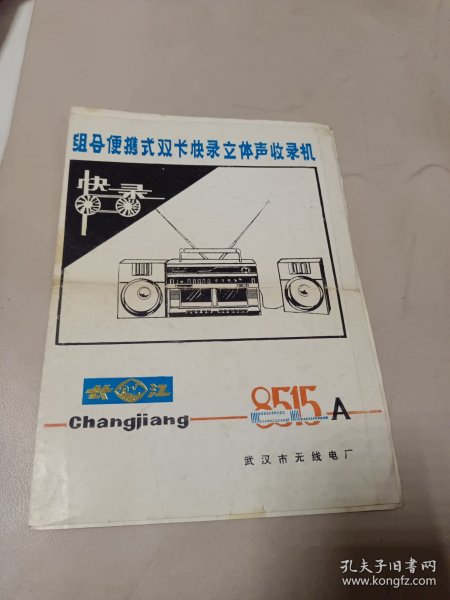 组合便携式双卡快录立体声收录机
快录
长江
Changjiang
8515A
武汉市无线电厂
孔夫子旧书网
www.kongfz.com